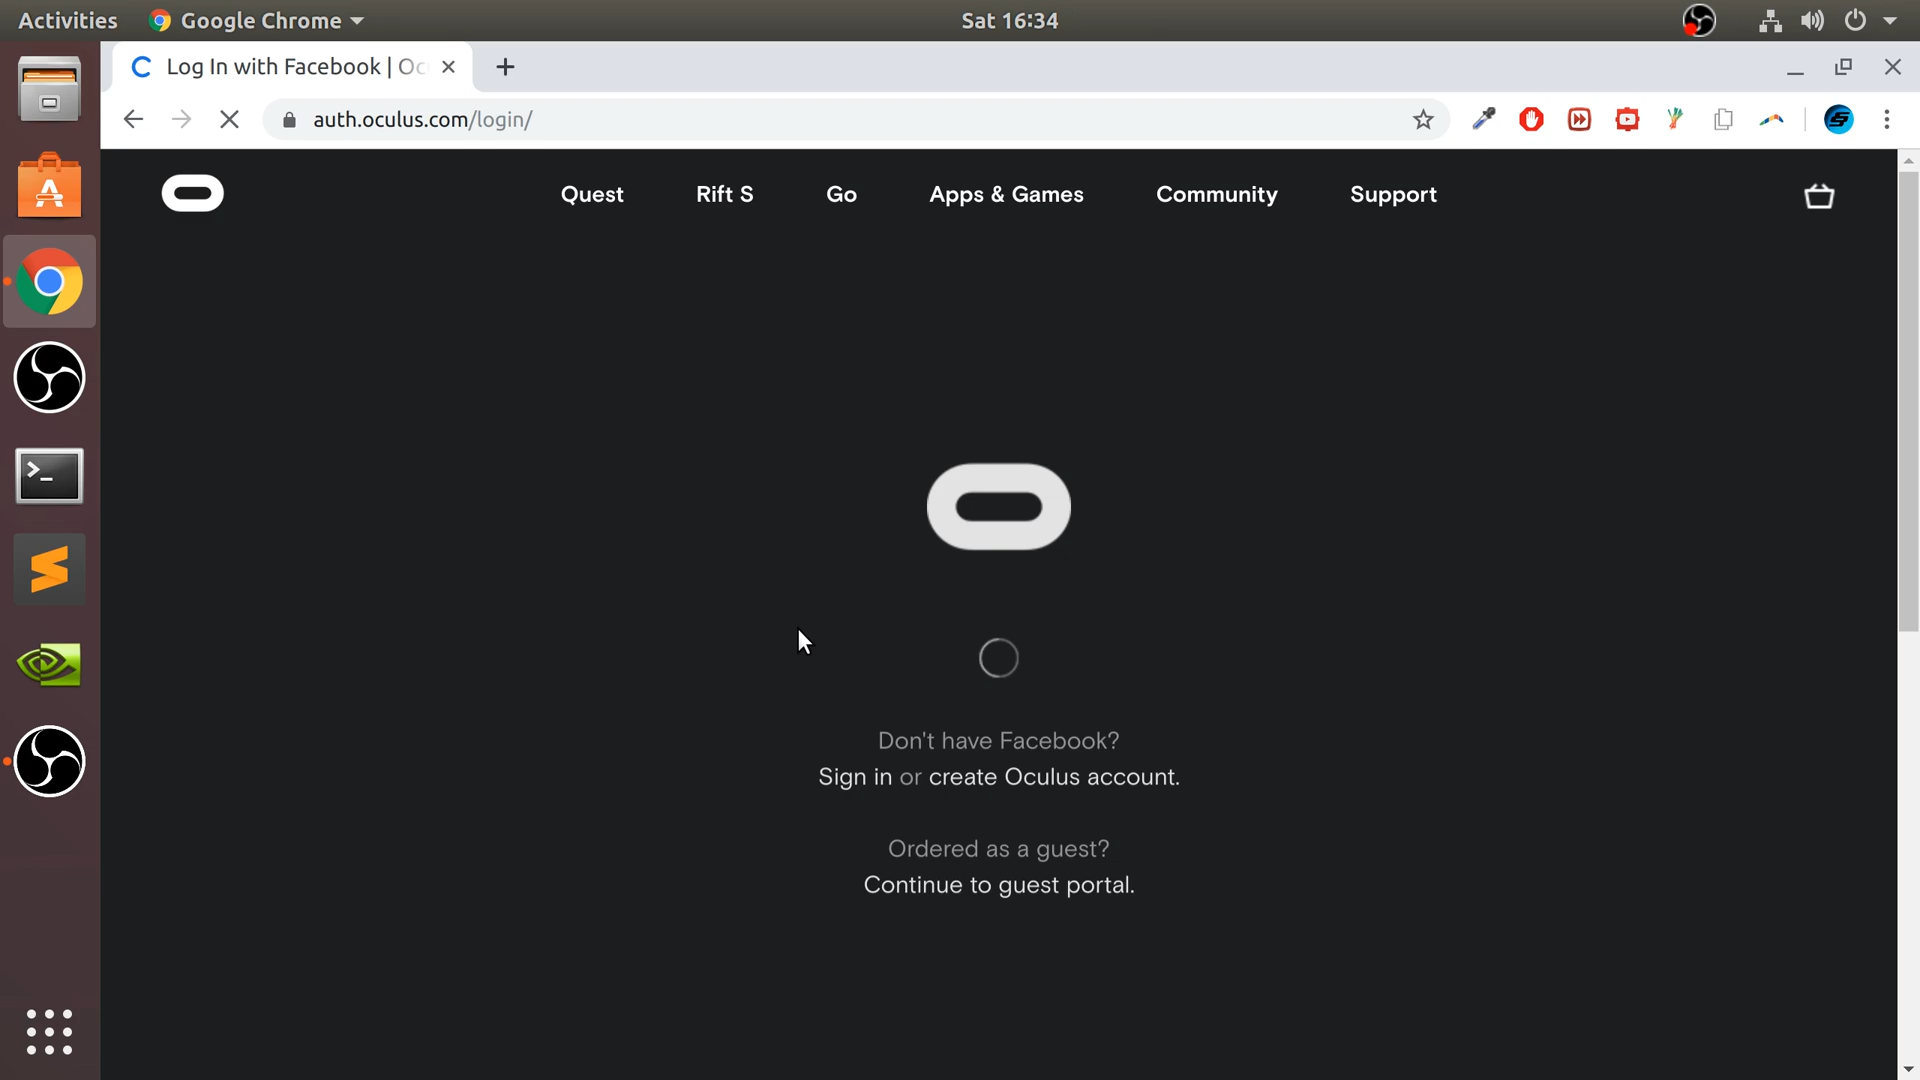 Activities Google Chrome Sat 16:34
Log In with Facebook | Oc
auth.oculus.com/login/
Quest Rift S Go Apps & Games Community Support
Don't have Facebook?
Sign in or create Oculus account.
Ordered as a guest?
Continue to guest portal.